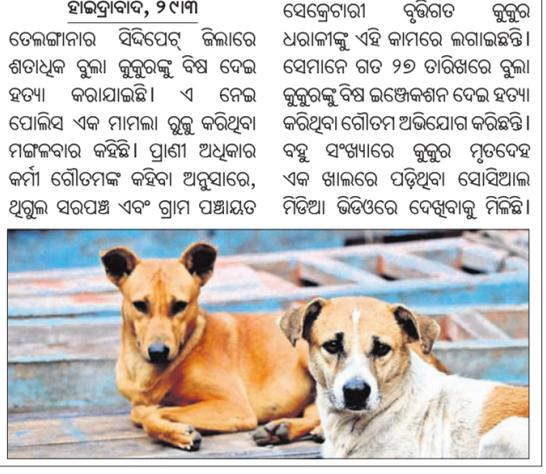 ହାଇଦ୍ରାବାଦ, ୨୯।୩
ତେଲଙ୍ଗାନାର ସିଦ୍ଦିପେଟ୍ ଜିଲାରେ
ଶତାଧିକ ବୁଲା କୁକୁରଙ୍କୁ ବିଷ ଦେଇ
ହତ୍ୟା କରାଯାଇଛି। ଏ ନେଇ
ପୋଲିସ ଏକ ମାମଲା ରୁଜୁ କରିଥିବା
ମଙ୍ଗଳବାର କହିଛି। ପ୍ରାଣୀ ଅଧିକାର
କର୍ମୀ ଗୌତମଙ୍କ କହିବା ଅନୁସାରେ,
ଥିଗୁଲ ସରପଞ୍ଚ ଏବଂ ଗ୍ରାମ ପଞ୍ଚାୟତ
ସେକ୍ରେଟାରୀ ବୃତ୍ତିଗତ କୁକୁର
ଧରାଳୀଙ୍କୁ ଏହି କାମରେ ଲଗାଇଛନ୍ତି।
ସେମାନେ ଗତ ୨୭ ତାରିଖରେ ବୁଲା
କୁକୁରଙ୍କୁ ବିଷ ଇଞ୍ଜେକଶନ ଦେଇ ହତ୍ୟା
କରିଥିବା ଗୌତମ ଅଭିଯୋଗ କରିଛନ୍ତି।
ବହୁ ସଂଖ୍ୟାରେ କୁକୁର ମୃତଦେହ
ଏକ ଖାଲରେ ପଡ଼ିଥିବା ସୋସିଆଲ
ମିଡିଆ ଭିଡିଓରେ ଦେଖିବାକୁ ମିଳିଛି।